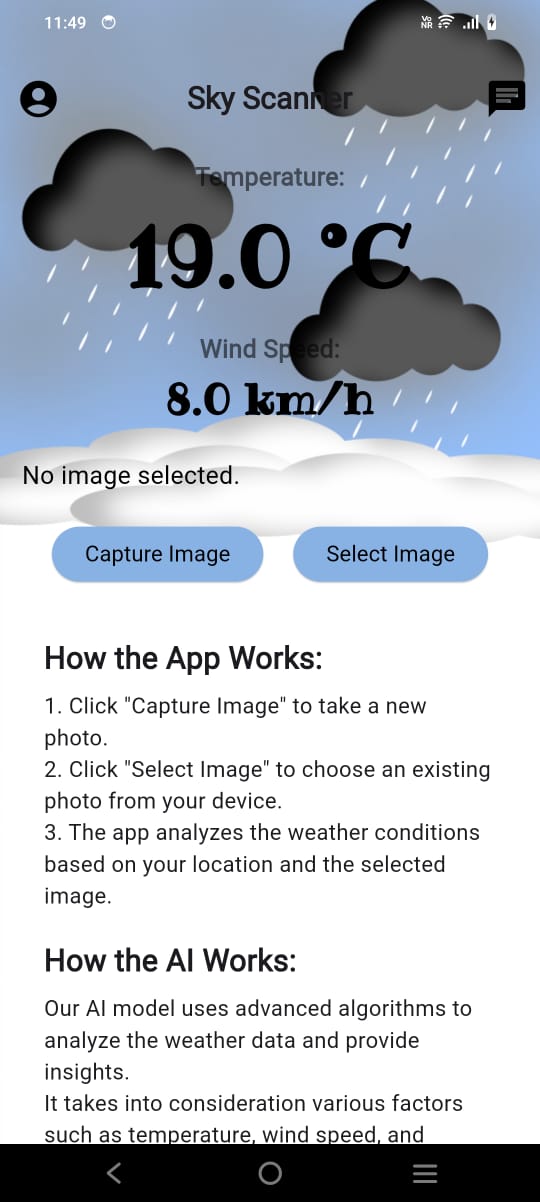 11:49
Vo
NR
Sky Scanner
Temperature:
19.0 °C
Wind Speed:
8.0 km/h
No image selected.
Capture Image
Select Image
How the App Works:
1. Click "Capture Image" to take a new
photo.
2. Click "Select Image" to choose an existing
photo from your device.
3. The app analyzes the weather conditions
based on your location and the selected
image.
How the AI Works:
Our AI model uses advanced algorithms to
analyze the weather data and provide
insights.
It takes into consideration various factors
such as temperature, wind speed, and